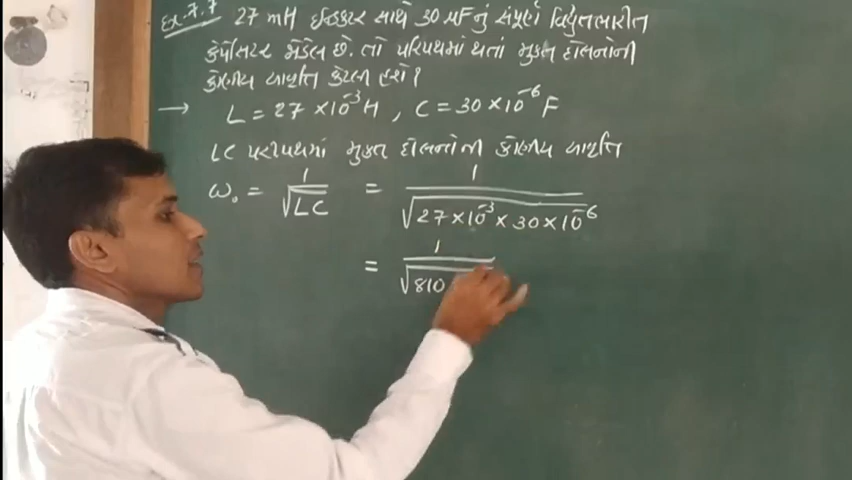 Ex. 7.7 27 mH ઈન્ડક્ટર સાથે 30 μF નું સંપૂર્ણ વિદ્યુતભારીત
કેપેસિટર જોડેલ છે. તો પરિપથમાં થતાં મુક્ત દોલનોની
કોણીય આવૃત્તિ કેટલી હશે?
→ L = 27 × 10⁻³ H , C = 30 × 10⁻⁶ F
LC પરીપથમાં મુક્ત દોલનોની કોણીય આવૃત્તિ
ω₀ = 1/√LC = 1/√27 × 10⁻³ × 30 × 10⁻⁶
= 1/√810